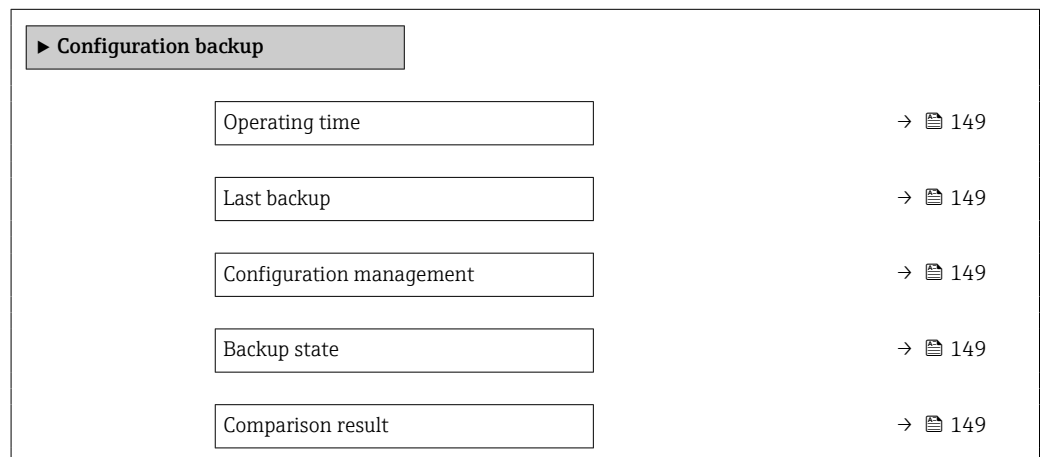 ► Configuration backup
Operating time → 149
Last backup → 149
Configuration management → 149
Backup state → 149
Comparison result → 149